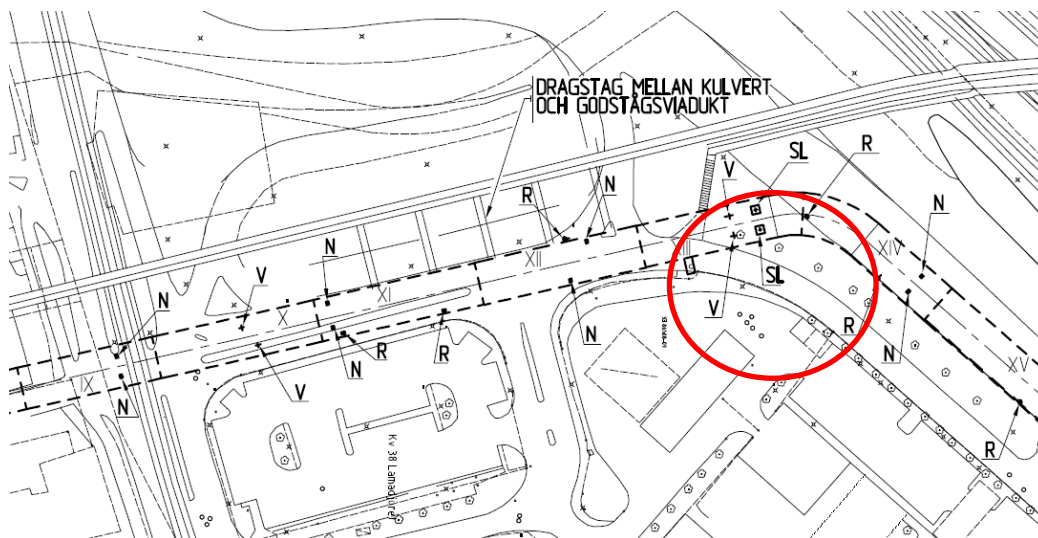 DRAGSTAG MELLAN KULVERT
OCH GODSTÅGSVIADUKT
SL
R
V
R
N
N
N
XIV
XII
XI
SL
V
N
V
X
N
R
R
N
R
N
XV
IX
N
V
R
Kv 38 Lamadjuret